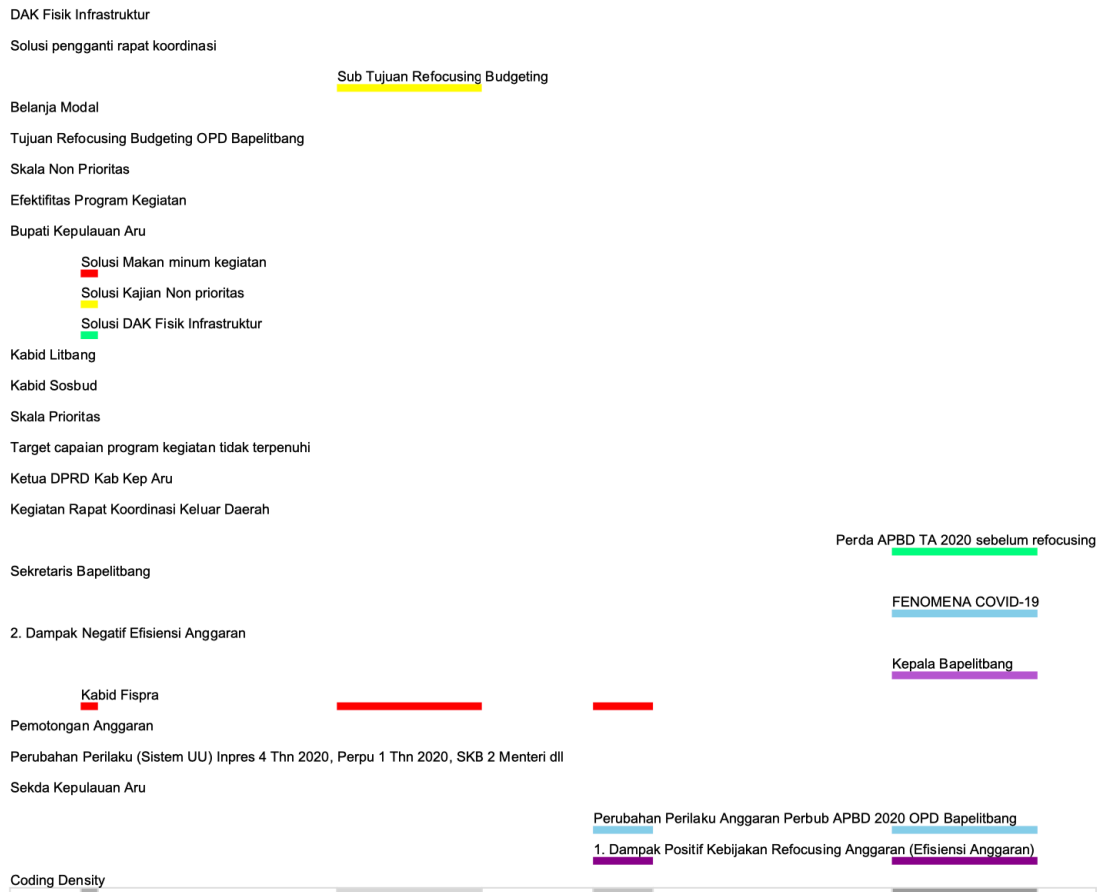 DAK Fisik Infrastruktur
Solusi pengganti rapat koordinasi
Sub Tujuan Refocusing Budgeting
Belanja Modal
Tujuan Refocusing Budgeting OPD Bapelitbang
Skala Non Prioritas
Efektifitas Program Kegiatan
Bupati Kepulauan Aru
Solusi Makan minum kegiatan
Solusi Kajian Non prioritas
Solusi DAK Fisik Infrastruktur
Kabid Litbang
Kabid Sosbud
Skala Prioritas
Target capaian program kegiatan tidak terpenuhi
Ketua DPRD Kab Kep Aru
Kegiatan Rapat Koordinasi Keluar Daerah
Perda APBD TA 2020 sebelum refocusing
Sekretaris Bapelitbang
FENOMENA COVID-19
2. Dampak Negatif Efisiensi Anggaran
Kepala Bapelitbang
Kabid Fispra
Pemotongan Anggaran
Perubahan Perilaku (Sistem UU) Inpres 4 Thn 2020, Perpu 1 Thn 2020, SKB 2 Menteri dll
Sekda Kepulauan Aru
Perubahan Perilaku Anggaran Perbub APBD 2020 OPD Bapelitbang
1. Dampak Positif Kebijakan Refocusing Anggaran (Efisiensi Anggaran)
Coding Density